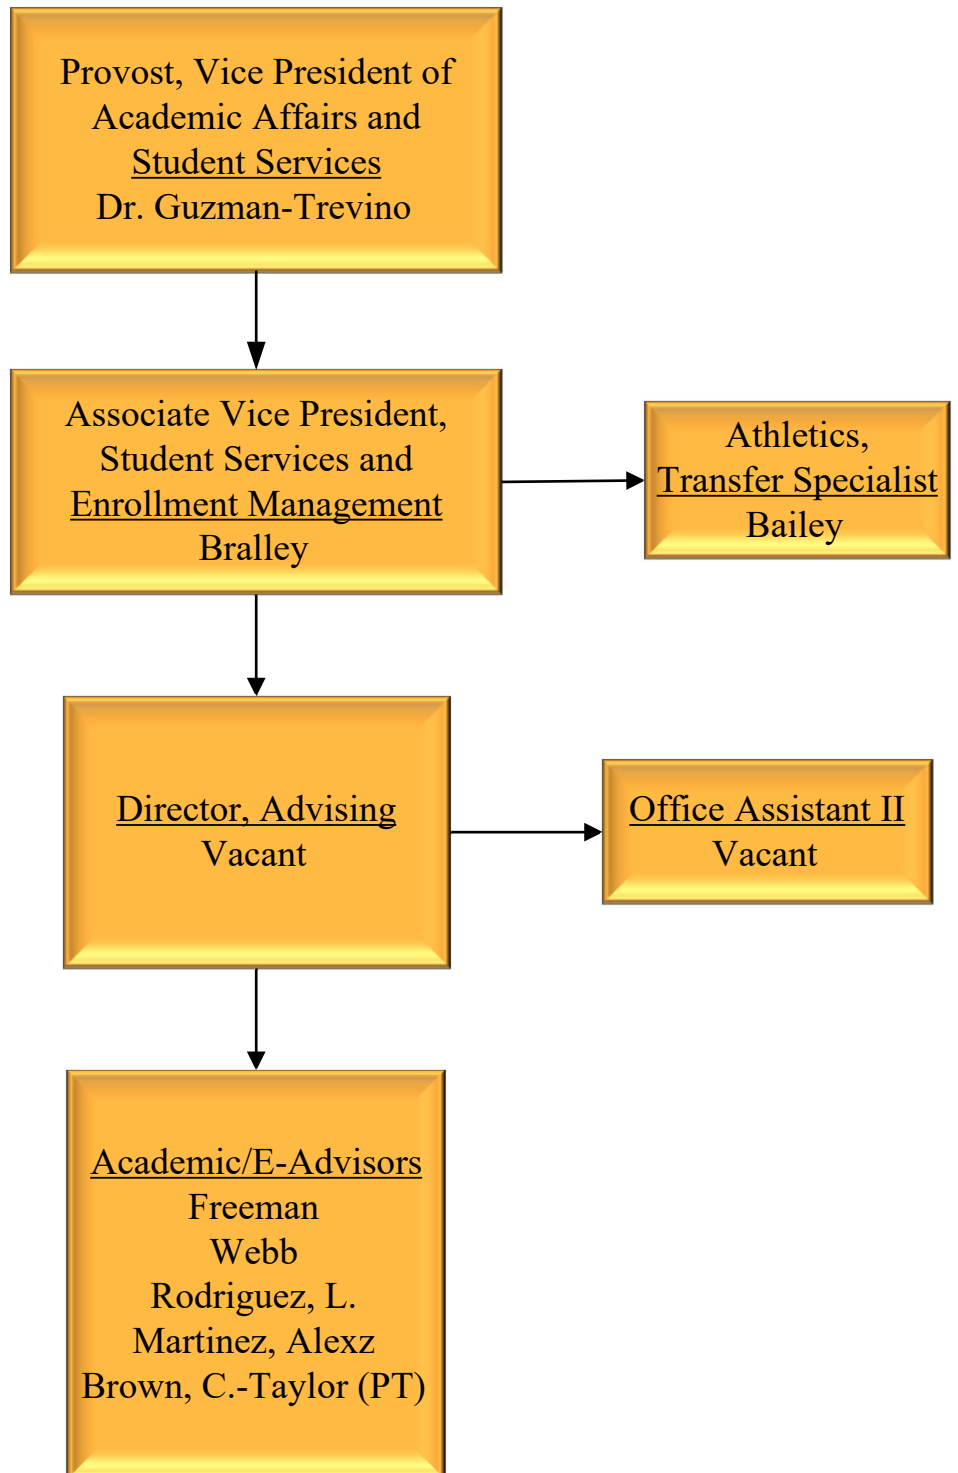 Provost, Vice President of
Academic Affairs and
Student Services
Dr. Guzman-Trevino
Associate Vice President,
Student Services and
Enrollment Management
Bralley
Athletics,
Transfer Specialist
Bailey
Director, Advising
Vacant
Office Assistant II
Vacant
Academic/E-Advisors
Freeman
Webb
Rodriguez, L.
Martinez, Alexz
Brown, C.-Taylor (PT)